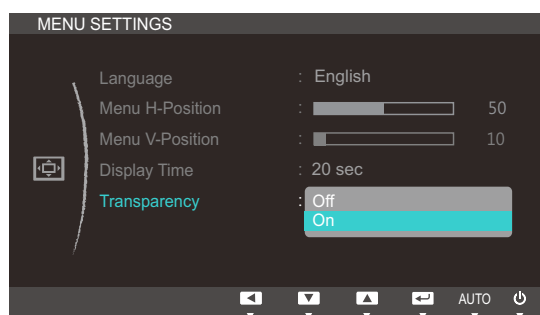 MENU SETTINGS
Language : English
Menu H-Position : 50
Menu V-Position : 10
Display Time : 20 sec
Transparency : Off
On
AUTO